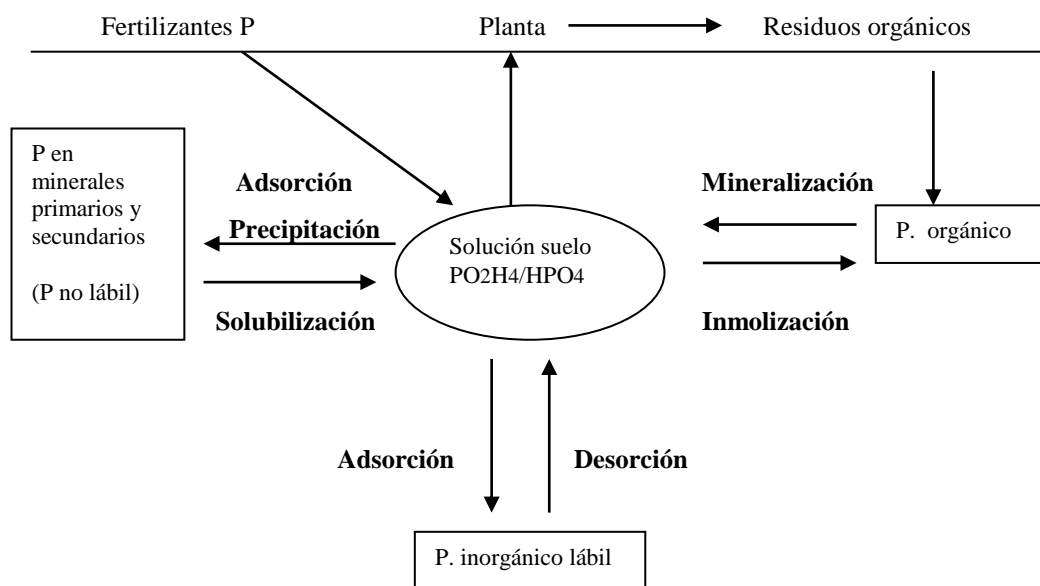 Fertilizantes P
Planta
Residuos orgánicos
P en
minerales
primarios y
secundarios
(P no lábil)
Adsorción
Precipitación
Solubilización
Solución suelo
PO2H4/HPO4
Mineralización
Inmolización
P. orgánico
Adsorción
Desorción
P. inorgánico lábil